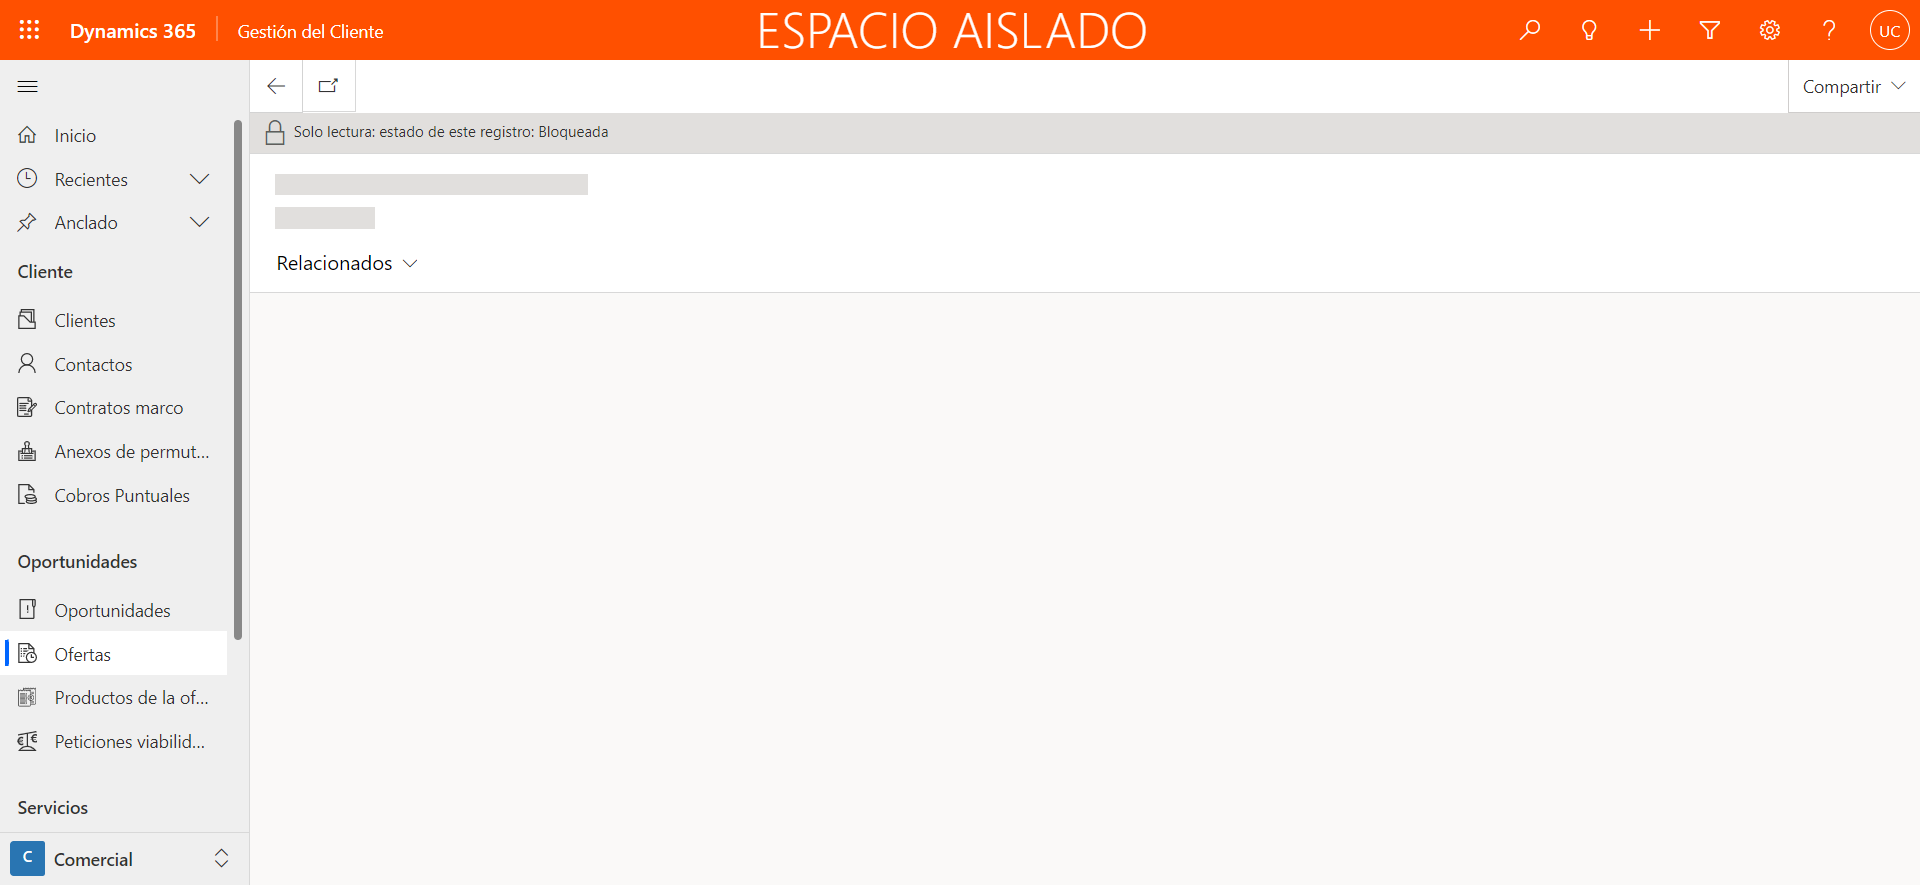 Dynamics 365
Gestión del Cliente
ESPACIO AISLADO
UC
Compartir
Solo lectura: estado de este registro: Bloqueada
Inicio
Recientes
Anclado
Relacionados
Cliente
Clientes
Contactos
Contratos marco
Anexos de permut...
Cobros Puntuales
Oportunidades
Oportunidades
Ofertas
Productos de la of...
Peticiones viabilid...
Servicios
C
Comercial